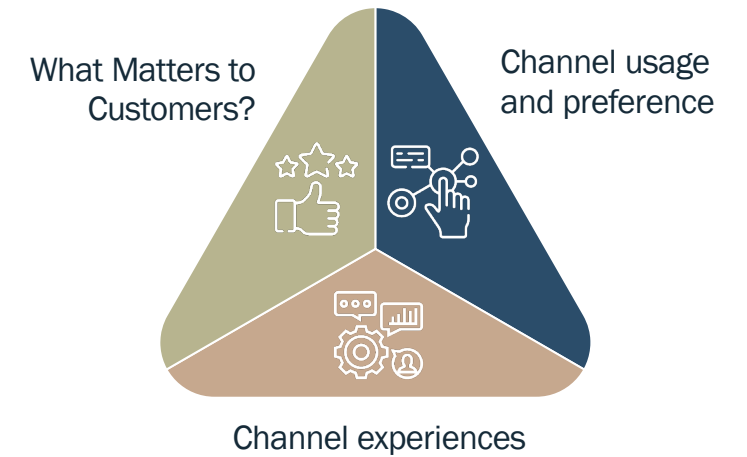 What Matters to
Customers?
Channel usage
and preference
Channel experiences